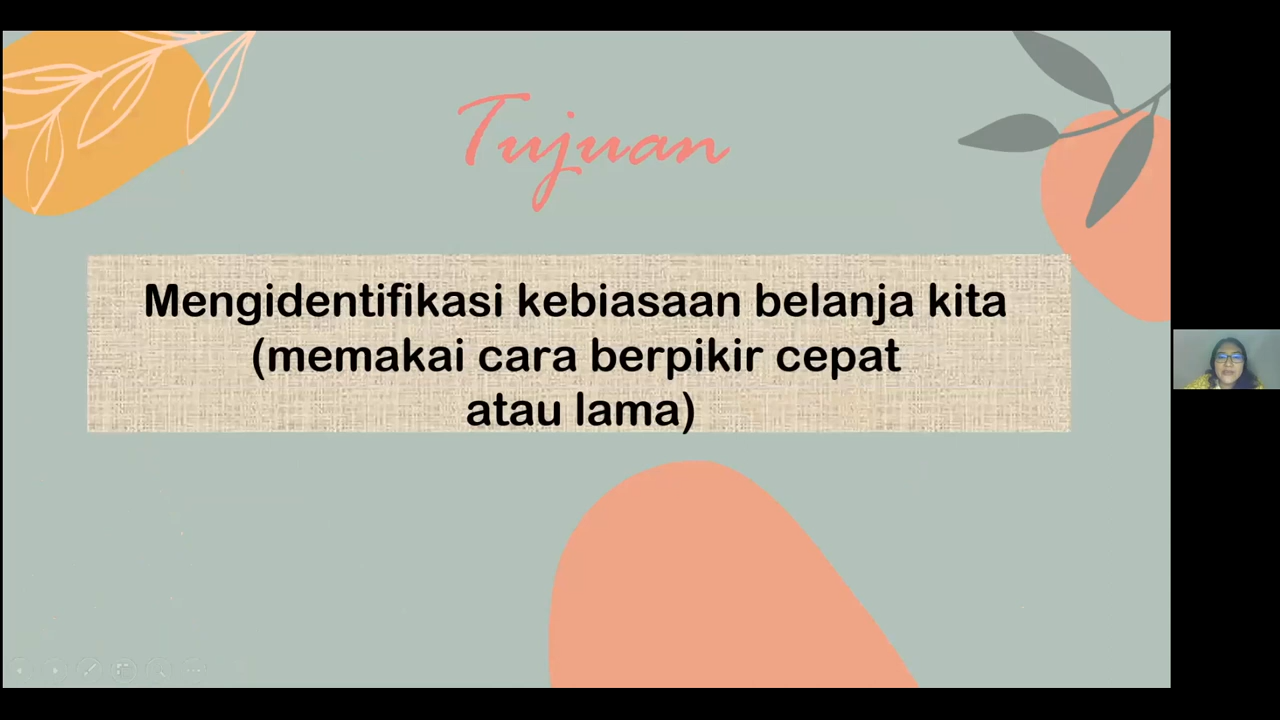 Tujuan
Mengidentifikasi kebiasaan belanja kita
(memakai cara berpikir cepat
atau lama)